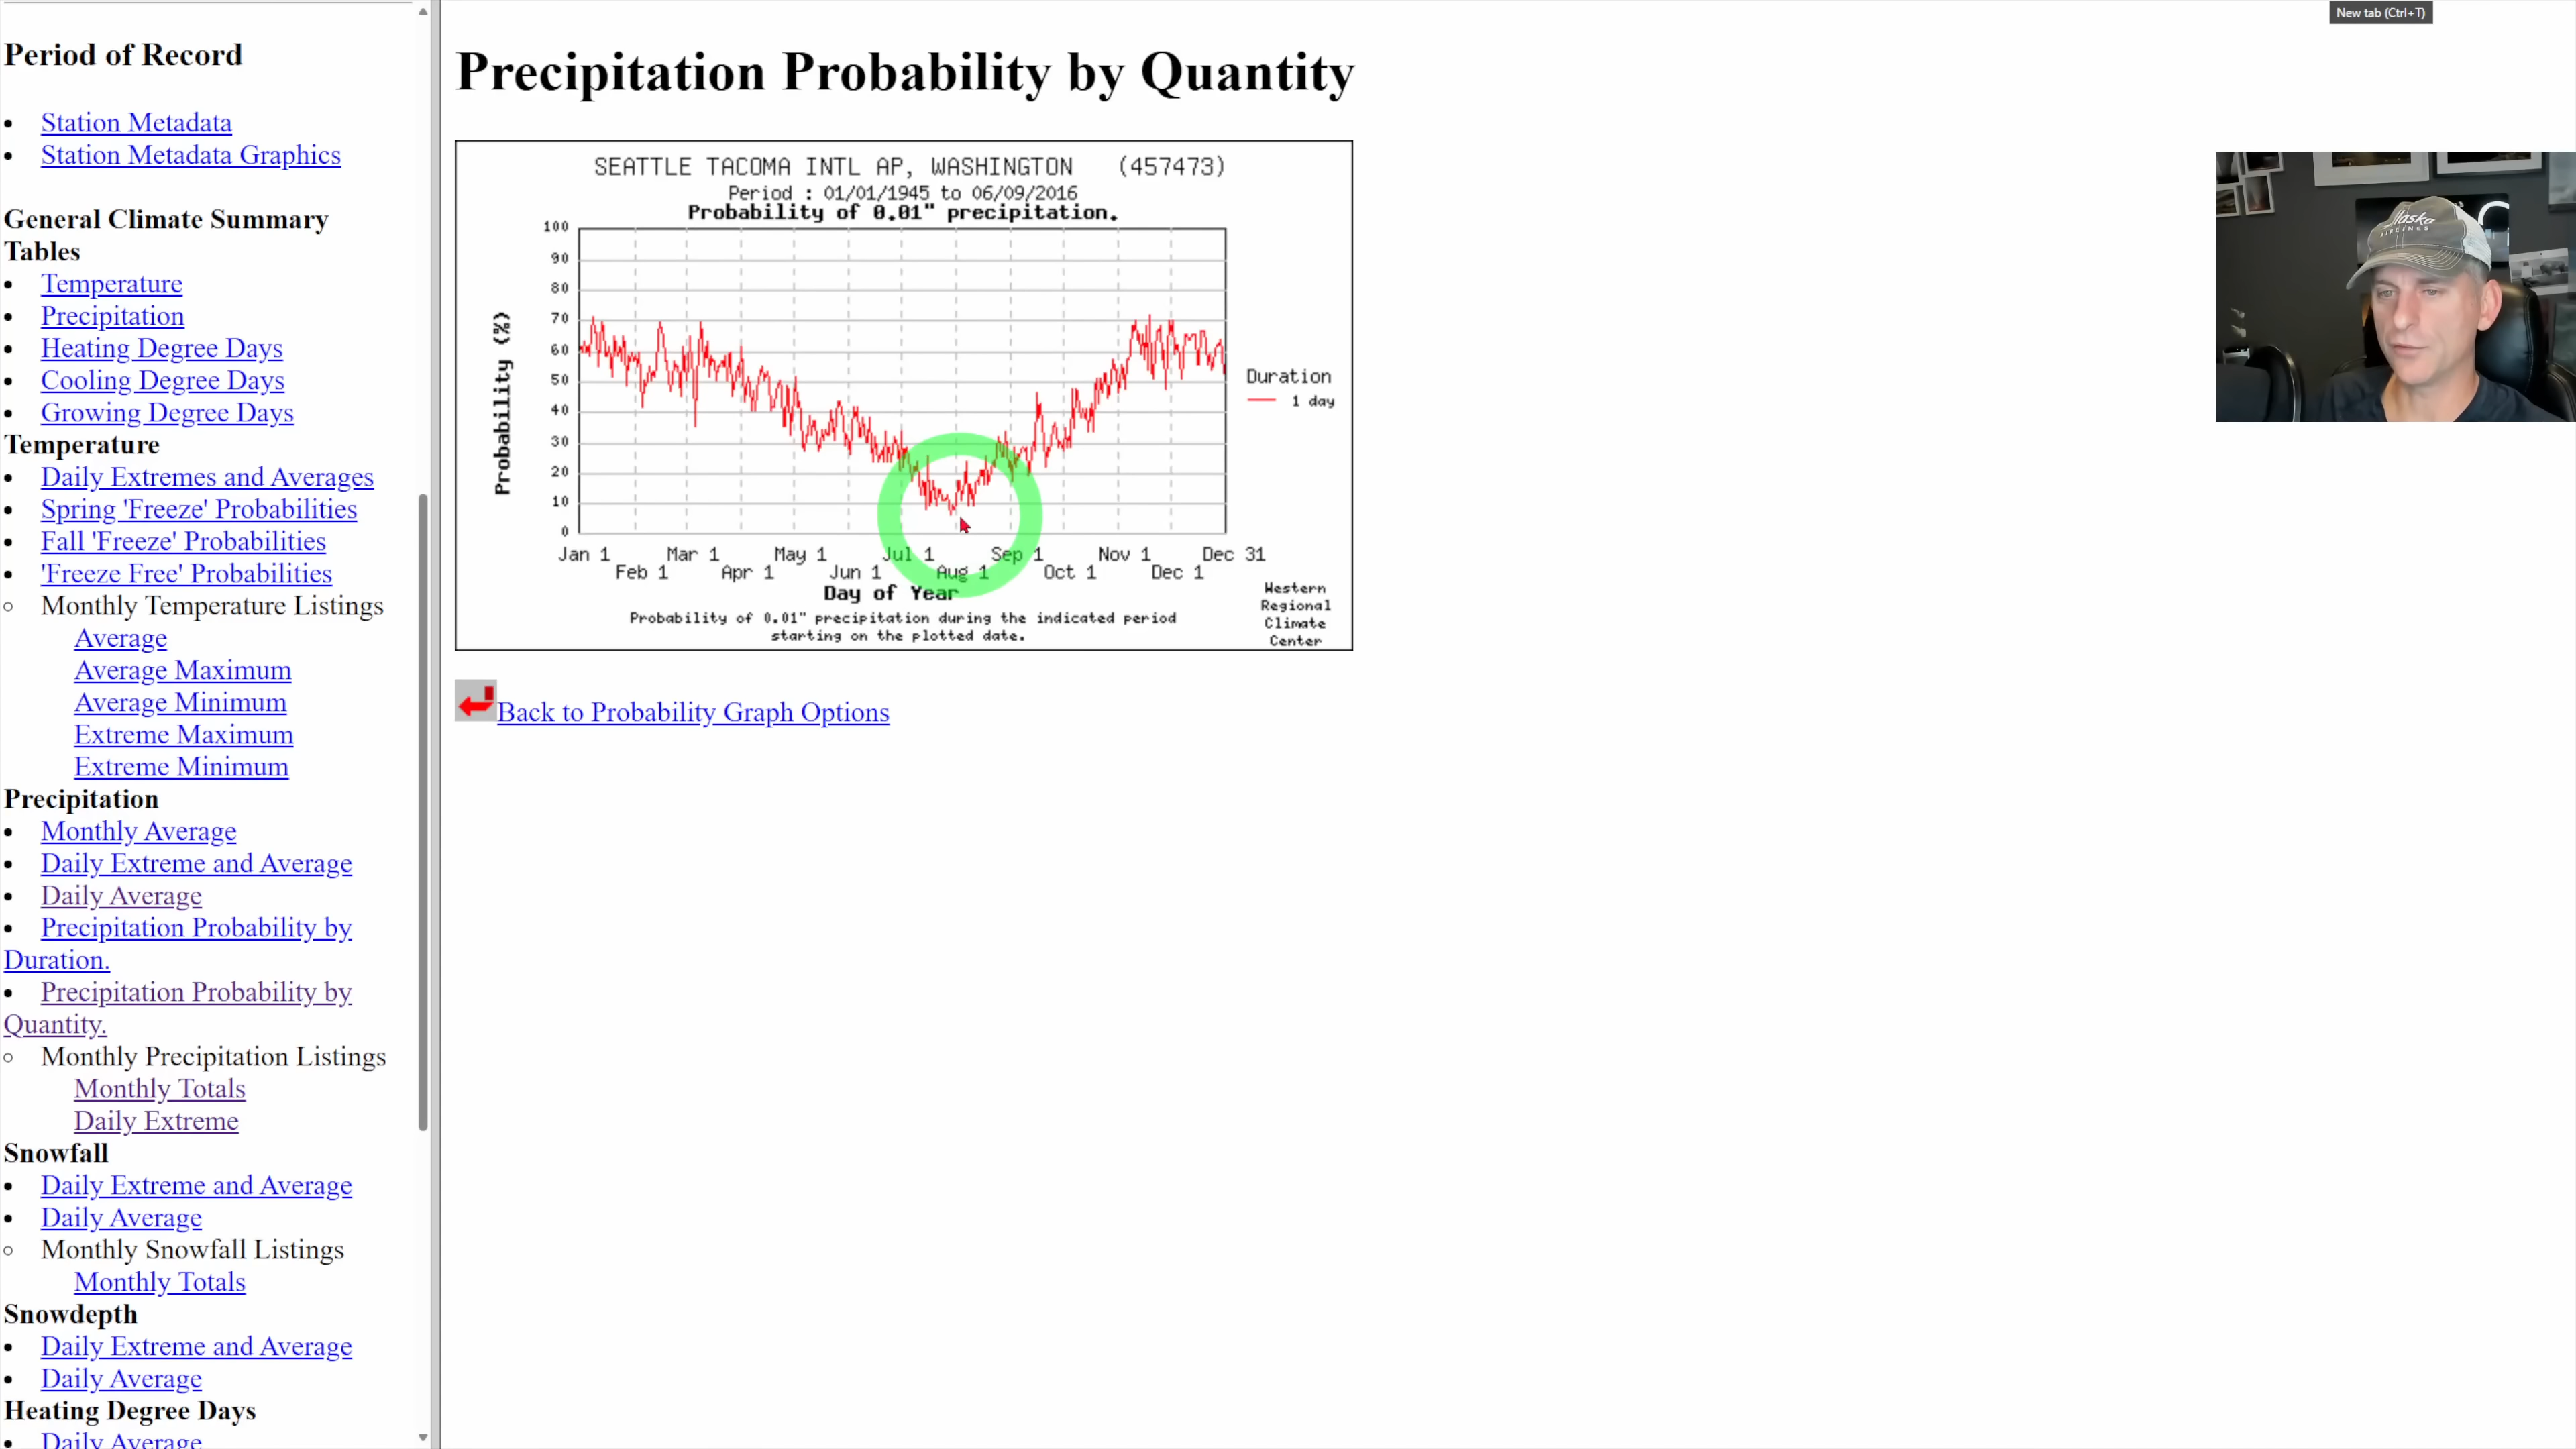 New tab (Ctrl+T)
Period of Record
Station Metadata
Station Metadata Graphics
General Climate Summary
Tables
Temperature
Precipitation
Heating Degree Days
Cooling Degree Days
Growing Degree Days
Temperature
Daily Extremes and Averages
Spring 'Freeze' Probabilities
Fall 'Freeze' Probabilities
'Freeze Free' Probabilities
Monthly Temperature Listings
Average
Average Maximum
Average Minimum
Extreme Maximum
Extreme Minimum
Precipitation
Monthly Average
Daily Extreme and Average
Daily Average
Precipitation Probability by
Duration.
Precipitation Probability by
Quantity.
Monthly Precipitation Listings
Monthly Totals
Daily Extreme
Snowfall
Daily Extreme and Average
Daily Average
Monthly Snowfall Listings
Monthly Totals
Snowdepth
Daily Extreme and Average
Daily Average
Heating Degree Days
Daily Average
Precipitation Probability by Quantity
SEATTLE TACOMA INTL AP, WASHINGTON (457473)
Period : 01/01/1945 to 06/09/2016
Probability of 0.01" precipitation.
100
90
80
70
60
50
40
30
20
10
0
Probability (%)
Jan 1 Mar 1 May 1 Jul 1 Sep 1 Nov 1 Dec 31
Feb 1 Apr 1 Jun 1 Aug 1 Oct 1 Dec 1
Day of Year
Probability of 0.01" precipitation during the indicated period
starting on the plotted date.
Duration
1 day
Western
Regional
Climate
Center
Back to Probability Graph Options
Alaska
AIRLINES